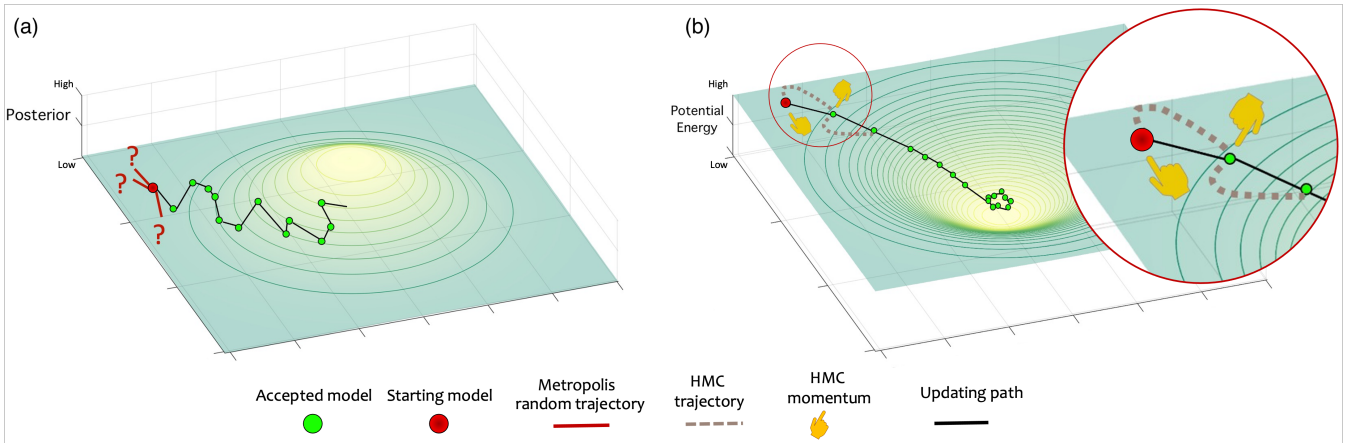 (a)
High
Posterior
Low
?
?
?
(b)
High
Potential
Energy
Low
Accepted model
Starting model
Metropolis
random trajectory
HMC
trajectory
HMC
momentum
Updating path